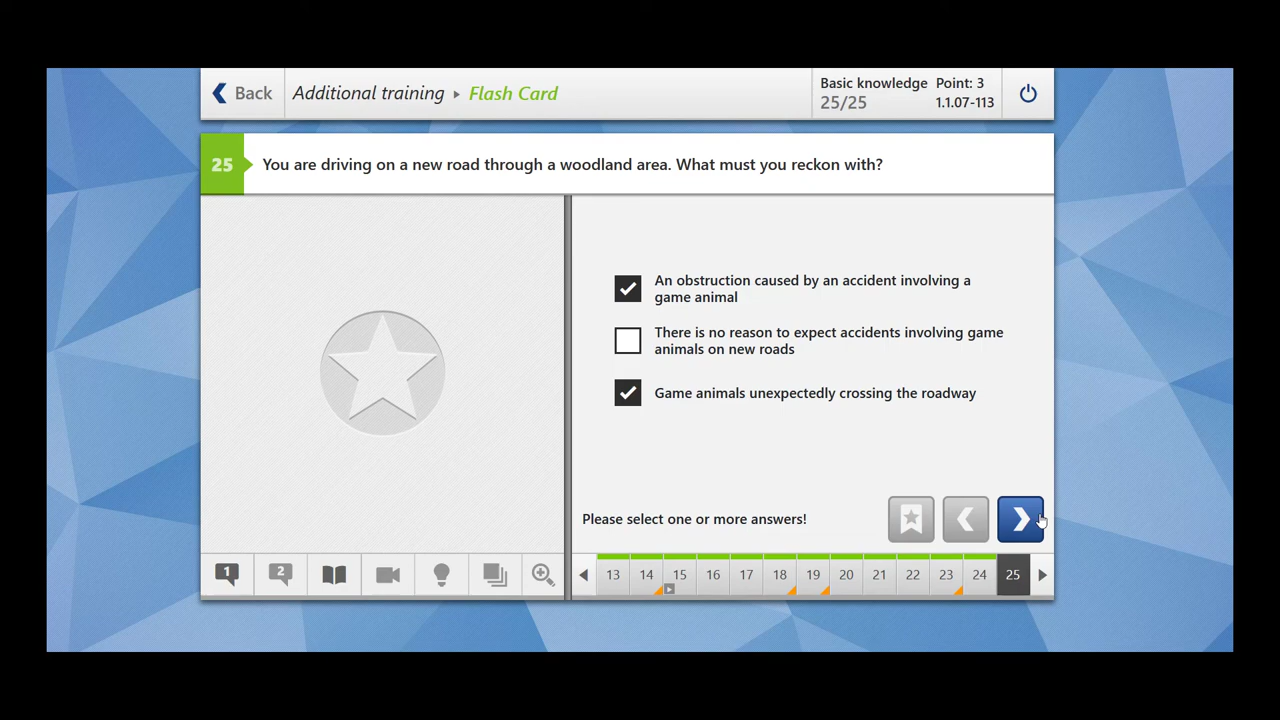 Back
Additional training ▸ Flash Card
Basic knowledge
25/25
Point: 3
1.1.07-113
25
You are driving on a new road through a woodland area. What must you reckon with?
An obstruction caused by an accident involving a
game animal
There is no reason to expect accidents involving game
animals on new roads
Game animals unexpectedly crossing the roadway
Please select one or more answers!
1 2
13 14 15 16 17 18 19 20 21 22 23 24 25